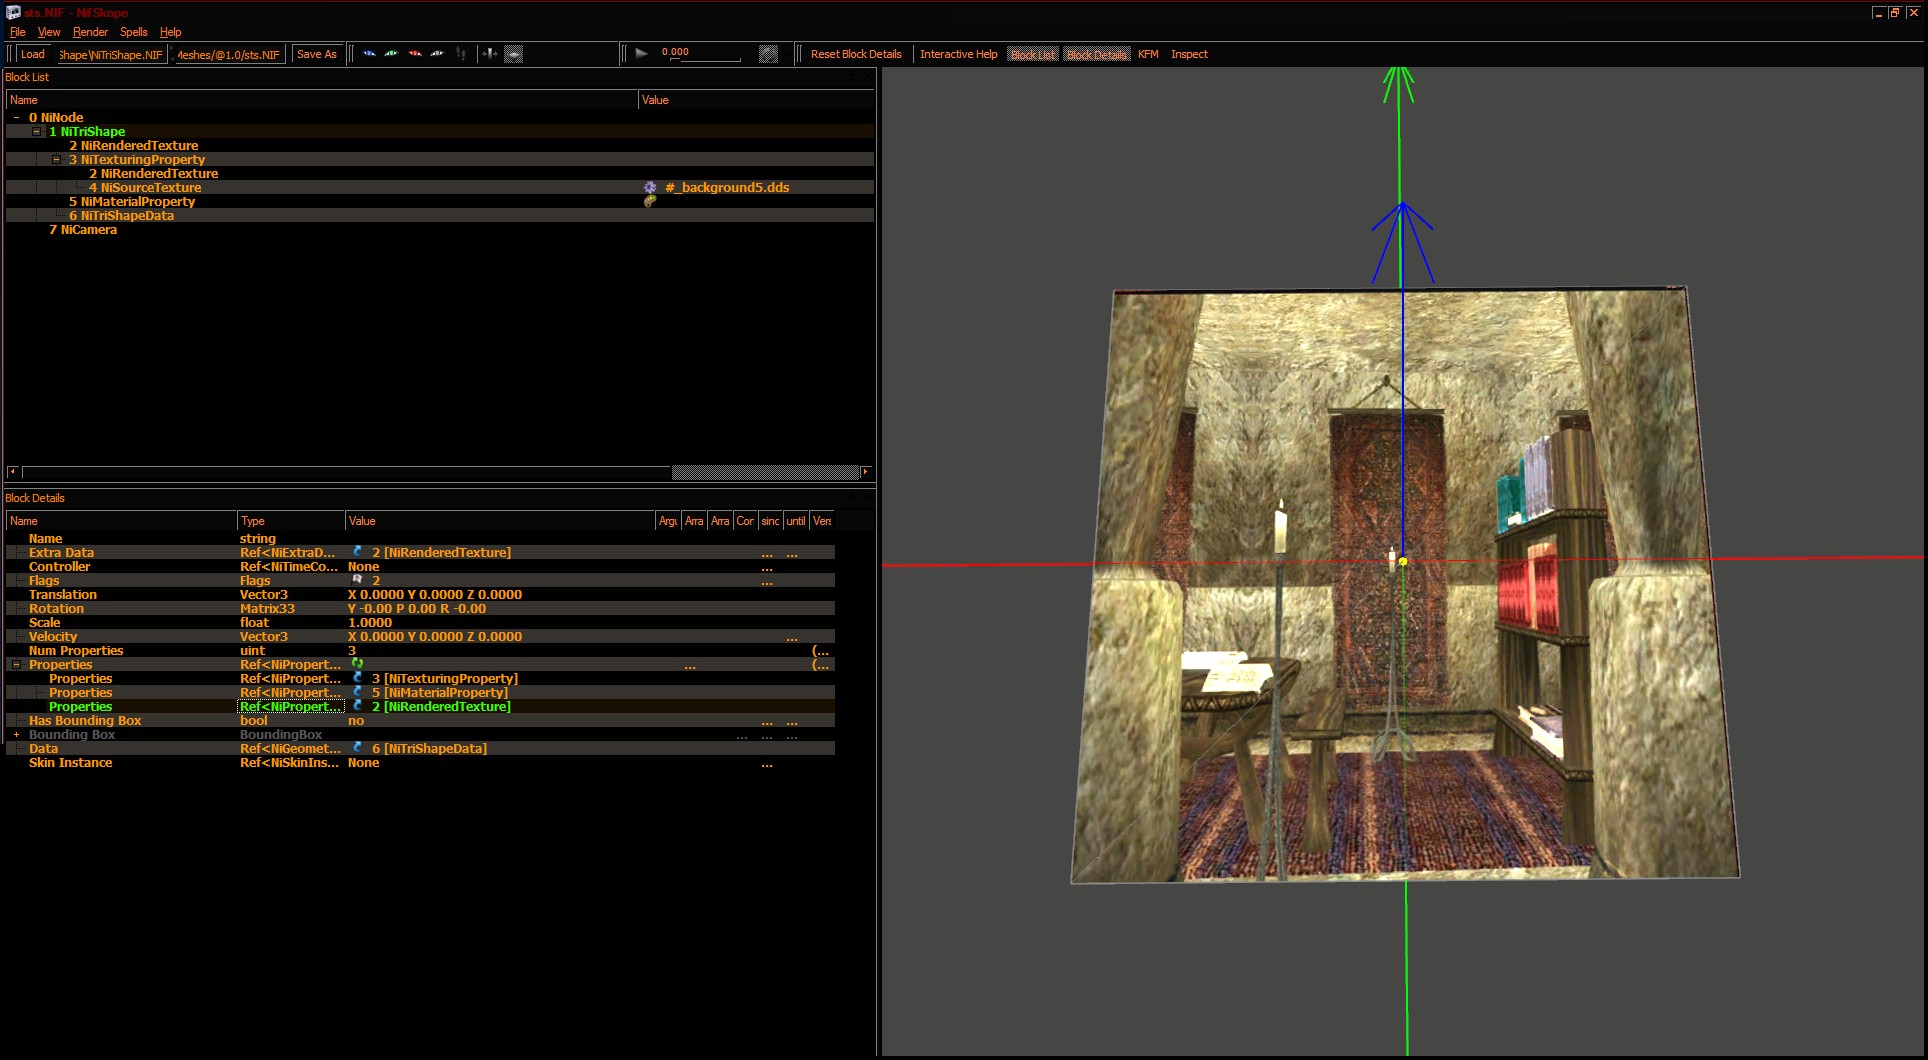 sts.NIF - NifSkope
File View Render Spells Help
Load Shape\NiTriShape.NIF Meshes/@1.0/sts.NIF Save As 0.000 Reset Block Details Interactive Help Block List Block Details KFM Inspect
Block List
Name Value
0 NiNode
1 NiTriShape
2 NiRenderedTexture
3 NiTexturingProperty
2 NiRenderedTexture
4 NiSourceTexture #_background5.dds
5 NiMaterialProperty
6 NiTriShapeData
7 NiCamera
Block Details
Name Type Value Argu Arra Arra Cor sinc until Vers
Name string
Extra Data Ref<NiExtraD... 2 [NiRenderedTexture] ... ...
Controller Ref<NiTimeCo... None ...
Flags Flags 2 ...
Translation Vector3 X 0.0000 Y 0.0000 Z 0.0000
Rotation Matrix33 Y -0.00 P 0.00 R -0.00
Scale float 1.0000
Velocity Vector3 X 0.0000 Y 0.0000 Z 0.0000 ...
Num Properties uint 3 (...
Properties Ref<NiPropert... ... (...
Properties Ref<NiPropert... 3 [NiTexturingProperty]
Properties Ref<NiPropert... 5 [NiMaterialProperty]
Properties Ref<NiPropert... 2 [NiRenderedTexture]
Has Bounding Box bool no ... ...
Bounding Box BoundingBox ... ... ...
Data Ref<NiGeomet... 6 [NiTriShapeData]
Skin Instance Ref<NiSkinIns... None ...